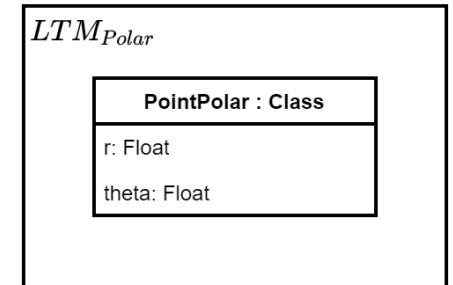 LTM_Polar
PointPolar : Class
r: Float
theta: Float